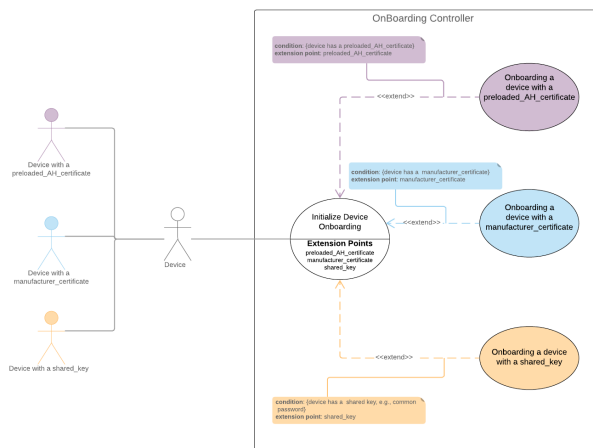 OnBoarding Controller
condition: {device has a preloaded_AH_certificate}
extension point: preloaded_AH_certificate
Onboarding a
device with a
preloaded_AH_certificate
<<extend>>
Device with a
preloaded_AH_certificate
condition: {device has a  manufacturer_certificate}
extension point: manufacturer_certificate
Onboarding a
device with a
manufacturer_certificate
<<extend>>
Initialize Device
Onboarding
Extension Points
preloaded_AH_certificate
manufacturer_certificate
shared_key
Device
Device with a
manufacturer_certificate
Device with a shared_key
<<extend>>
Onboarding a device
with a shared_key
condition: {device has a  shared key, e.g., common
password}
extension point: shared_key